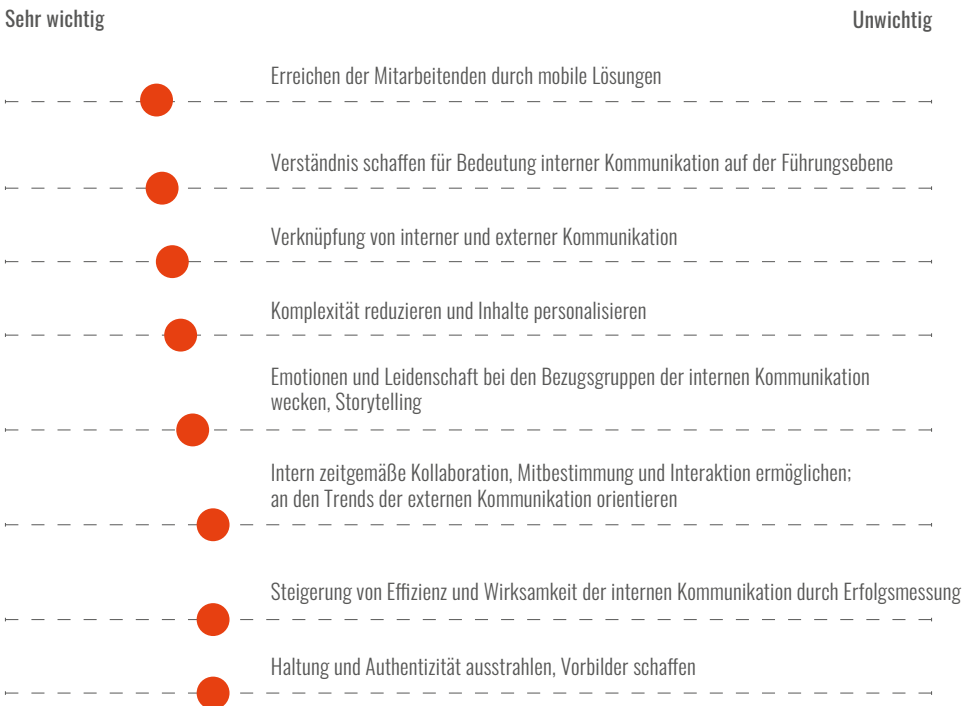 Sehr wichtig
Unwichtig
Erreichen der Mitarbeitenden durch mobile Lösungen
Verständnis schaffen für Bedeutung interner Kommunikation auf der Führungsebene
Verknüpfung von interner und externer Kommunikation
Komplexität reduzieren und Inhalte personalisieren
Emotionen und Leidenschaft bei den Bezugsgruppen der internen Kommunikation
wecken, Storytelling
Intern zeitgemäße Kollaboration, Mitbestimmung und Interaktion ermöglichen;
an den Trends der externen Kommunikation orientieren
Steigerung von Effizienz und Wirksamkeit der internen Kommunikation durch Erfolgsmessung
Haltung und Authentizität ausstrahlen, Vorbilder schaffen